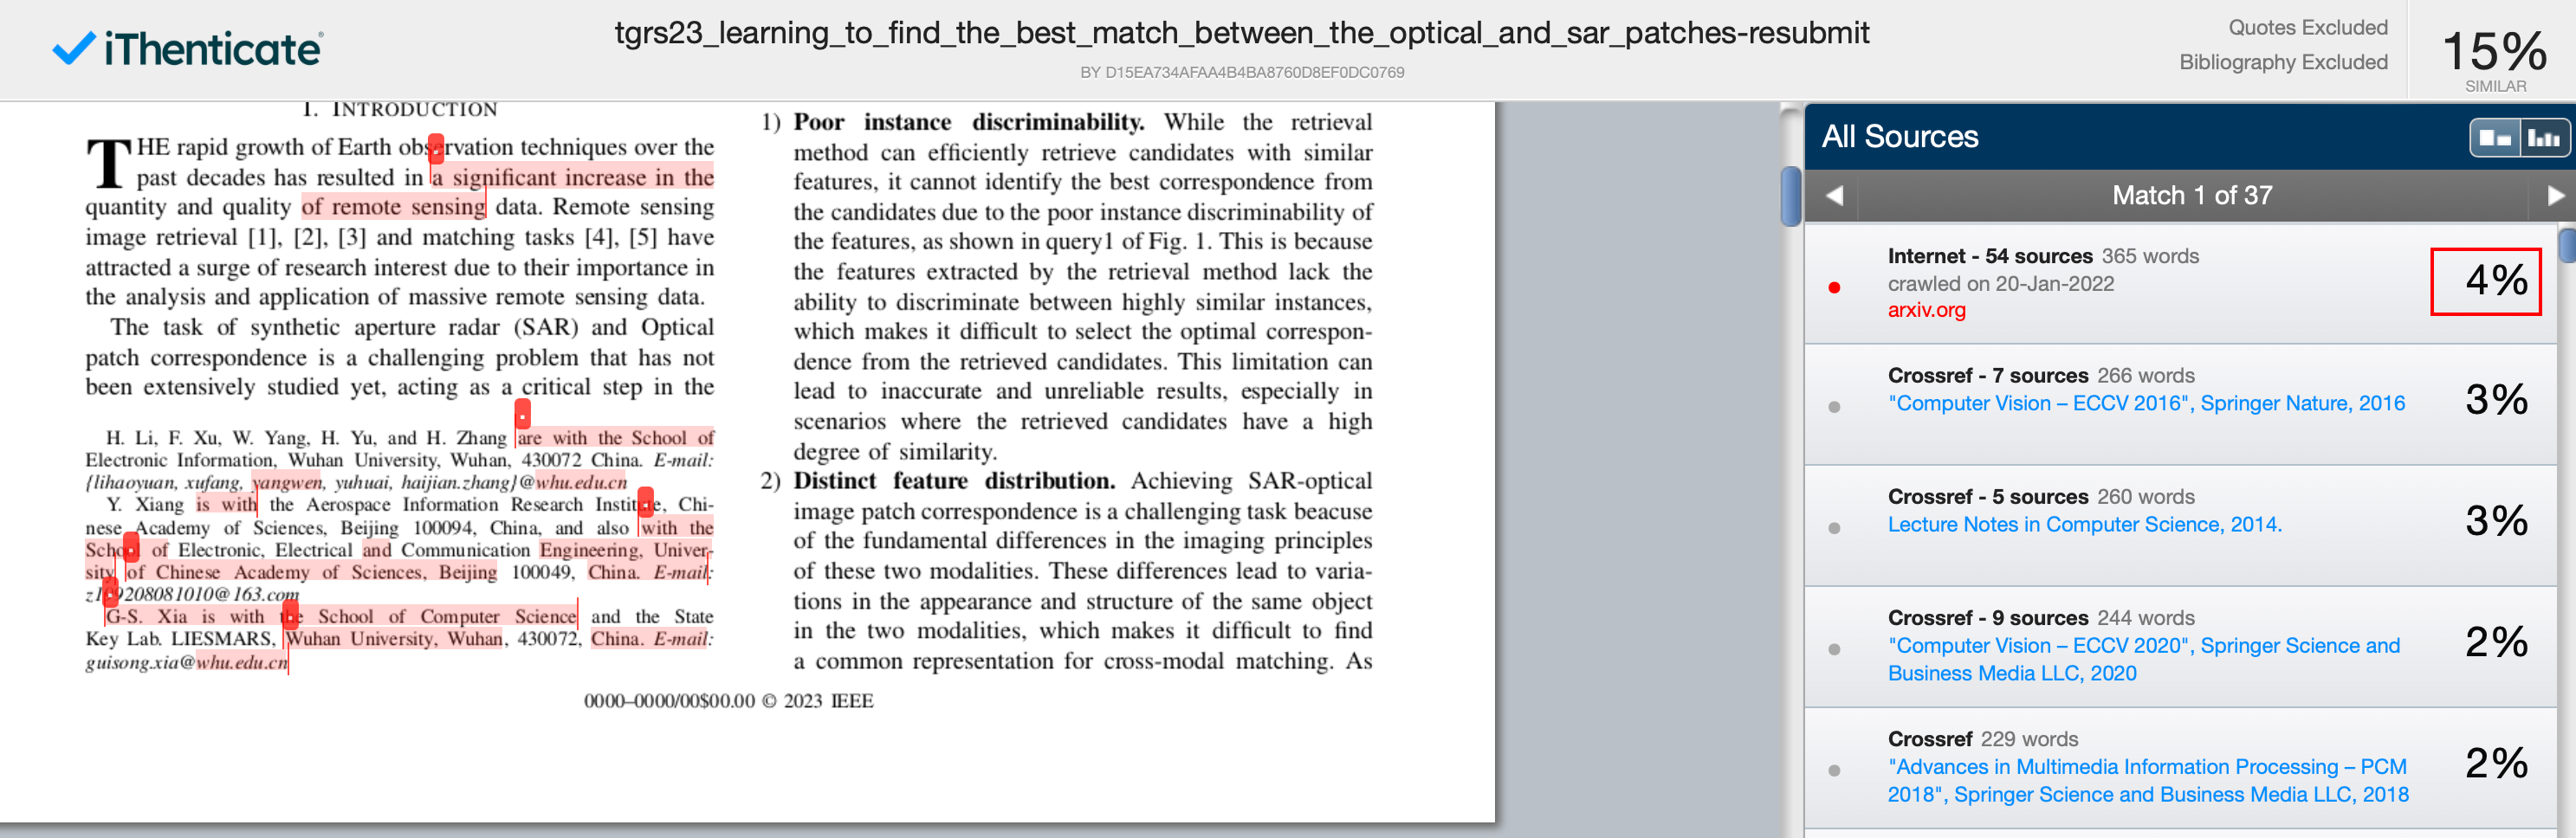 iThenticate®
tgrs23_learning_to_find_the_best_match_between_the_optical_and_sar_patches-resubmit
BY D15EA734AFAA4B4BA8760D8EF0DC0769
Quotes Excluded
Bibliography Excluded
15%
SIMILAR
I. INTRODUCTION
THE rapid growth of Earth observation techniques over the
past decades has resulted in a significant increase in the
quantity and quality of remote sensing data. Remote sensing
image retrieval [1], [2], [3] and matching tasks [4], [5] have
attracted a surge of research interest due to their importance in
the analysis and application of massive remote sensing data.
The task of synthetic aperture radar (SAR) and Optical
patch correspondence is a challenging problem that has not
been extensively studied yet, acting as a critical step in the
H. Li, F. Xu, W. Yang, H. Yu, and H. Zhang are with the School of
Electronic Information, Wuhan University, Wuhan, 430072 China. E-mail:
{lihaoyuan, xufang, yangwen, yuhuai, haijian.zhang}@whu.edu.cn
Y. Xiang is with the Aerospace Information Research Institute, Chi-
nese Academy of Sciences, Beijing 100094, China, and also with the
School of Electronic, Electrical and Communication Engineering, Univer-
sity of Chinese Academy of Sciences, Beijing 100049, China. E-mail:
z109208081010@163.com
G-S. Xia is with the School of Computer Science and the State
Key Lab. LIESMARS, Wuhan University, Wuhan, 430072, China. E-mail:
guisong.xia@whu.edu.cn
1) Poor instance discriminability. While the retrieval
method can efficiently retrieve candidates with similar
features, it cannot identify the best correspondence from
the candidates due to the poor instance discriminability of
the features, as shown in query1 of Fig. 1. This is because
the features extracted by the retrieval method lack the
ability to discriminate between highly similar instances,
which makes it difficult to select the optimal correspon-
dence from the retrieved candidates. This limitation can
lead to inaccurate and unreliable results, especially in
scenarios where the retrieved candidates have a high
degree of similarity.
2) Distinct feature distribution. Achieving SAR-optical
image patch correspondence is a challenging task beacuse
of the fundamental differences in the imaging principles
of these two modalities. These differences lead to varia-
tions in the appearance and structure of the same object
in the two modalities, which makes it difficult to find
a common representation for cross-modal matching. As
0000–0000/00$00.00 © 2023 IEEE
All Sources
Match 1 of 37
Internet - 54 sources 365 words
crawled on 20-Jan-2022
arxiv.org
4%
Crossref - 7 sources 266 words
"Computer Vision – ECCV 2016", Springer Nature, 2016
3%
Crossref - 5 sources 260 words
Lecture Notes in Computer Science, 2014.
3%
Crossref - 9 sources 244 words
"Computer Vision – ECCV 2020", Springer Science and
Business Media LLC, 2020
2%
Crossref 229 words
"Advances in Multimedia Information Processing – PCM
2018", Springer Science and Business Media LLC, 2018
2%